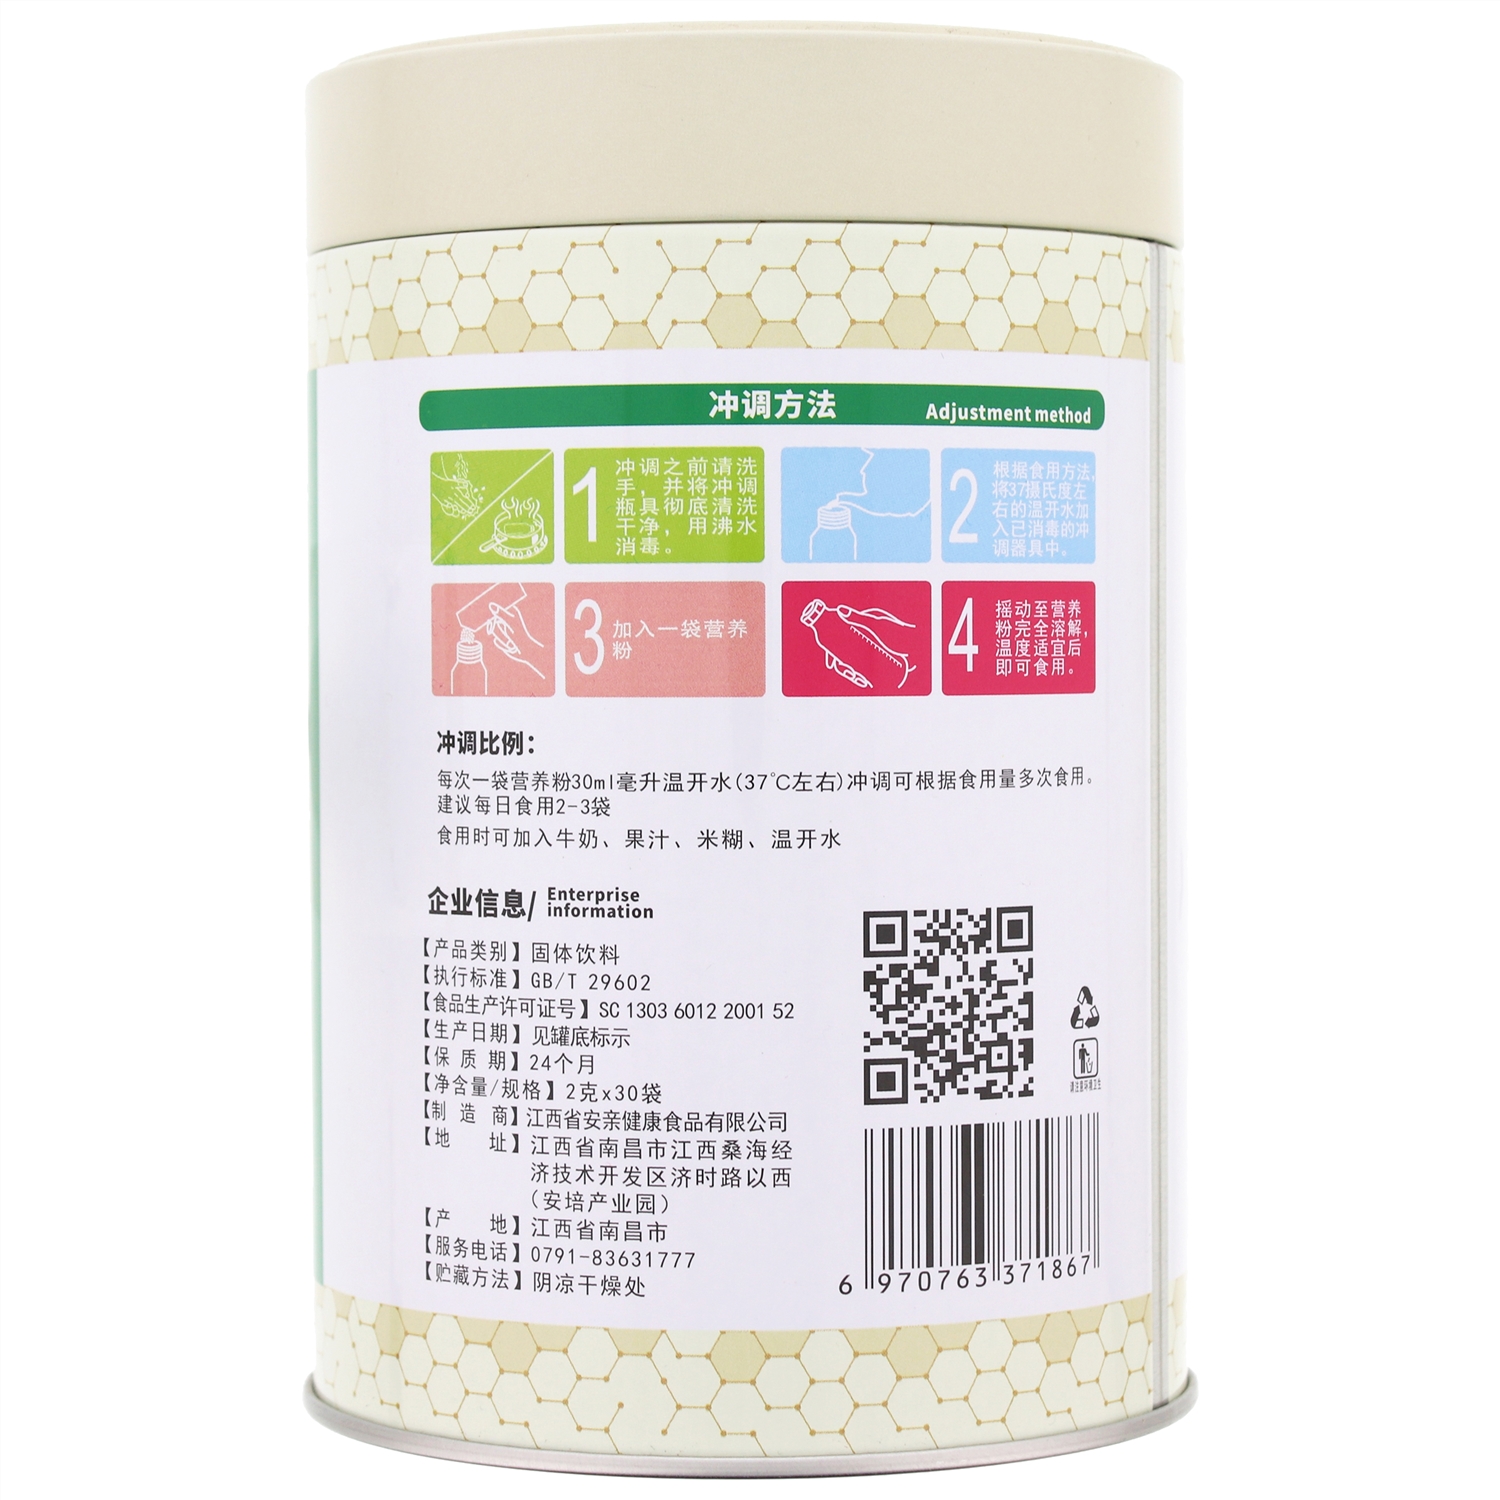 冲调方法
Adjustment method
1
冲调之前请洗
手，并将冲调
瓶具彻底清洗
干净，用沸水
消毒。
2
根据食用方法，
将37摄氏度左
右的温开水加
入已消毒的冲
调器具中。
3
加入一袋营养
粉
4
摇动至营养
粉完全溶解，
温度适宜后
即可食用。
冲调比例：
每次一袋营养粉30ml毫升温开水(37℃左右)冲调可根据食用量多次食用。
建议每日食用2-3袋
食用时可加入牛奶、果汁、米糊、温开水
企业信息/ Enterprise
information
【产品类别】固体饮料
【执行标准】GB/T 29602
【食品生产许可证号】SC 1303 6012 2001 52
【生产日期】见罐底标示
【保 质 期】24个月
【净含量/规格】2克x30袋
【制 造 商】江西省安亲健康食品有限公司
【地 址】江西省南昌市江西桑海经
济技术开发区济时路以西
（安培产业园）
【产 地】江西省南昌市
【服务电话】0791-83631777
【贮藏方法】阴凉干燥处
请注意环境卫生
6 970763 371867